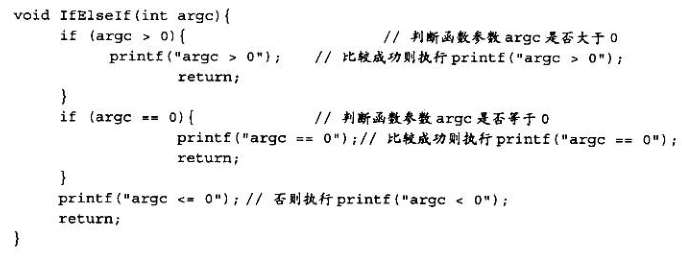 void IfElseIf(int argc){
if (argc > 0){ // 判断函数参数 argc 是否大于 0
printf("argc > 0"); // 比较成功则执行 printf("argc > 0");
return;
}
if (argc == 0){ // 判断函数参数 argc 是否等于 0
printf("argc == 0");// 比较成功则执行 printf("argc == 0");
return;
}
printf("argc <= 0");// 否则执行 printf("argc < 0");
return;
}